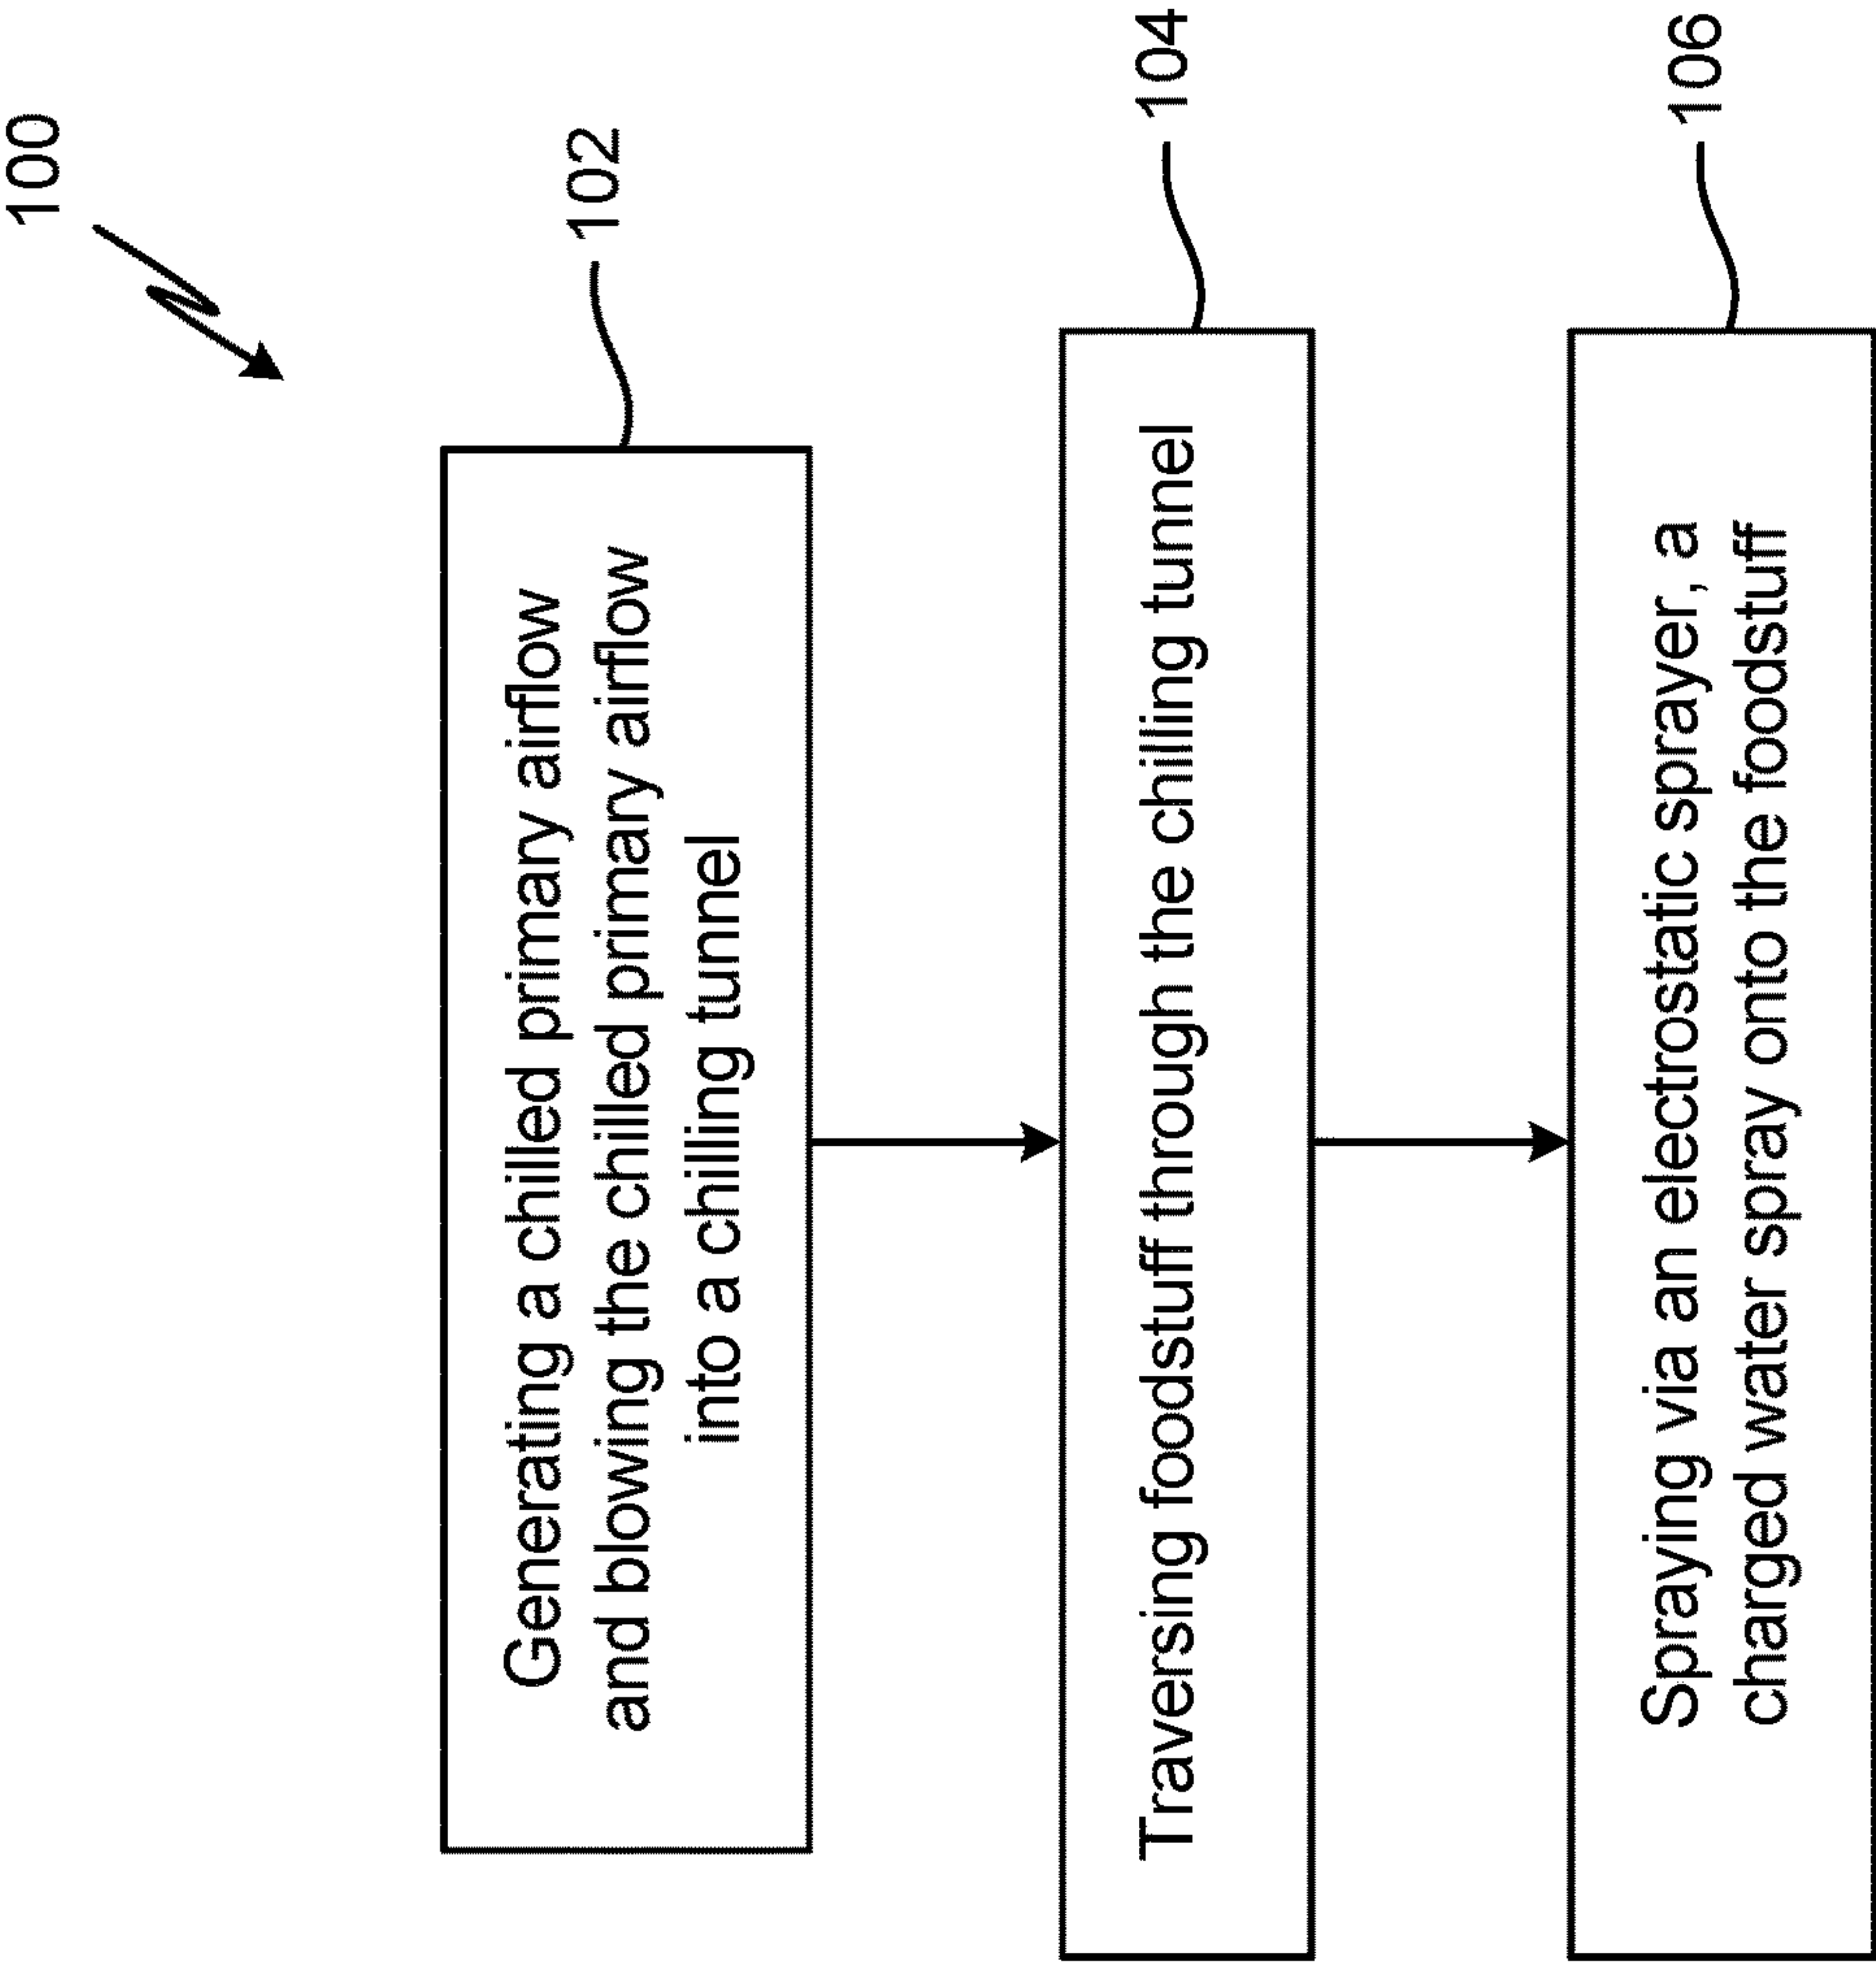 100
Generating a chilled primary airflow
and blowing the chilled primary airflow
into a chilling tunnel
102
Traversing foodstuff through the chilling tunnel
104
Spraying via an electrostatic sprayer, a
charged water spray onto the foodstuff
106